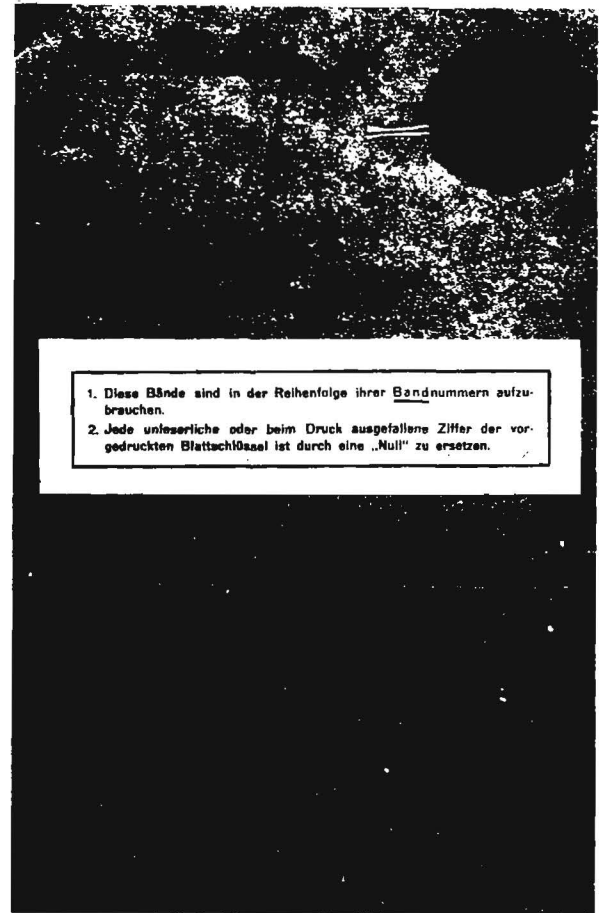 1. Diese Bände sind in der Reihenfolge ihrer Bandnummern aufzu-
brauchen.
2. Jede unleserliche oder beim Druck ausgefallene Ziffer der vor-
gedruckten Blattschlüssel ist durch eine „Null" zu ersetzen.